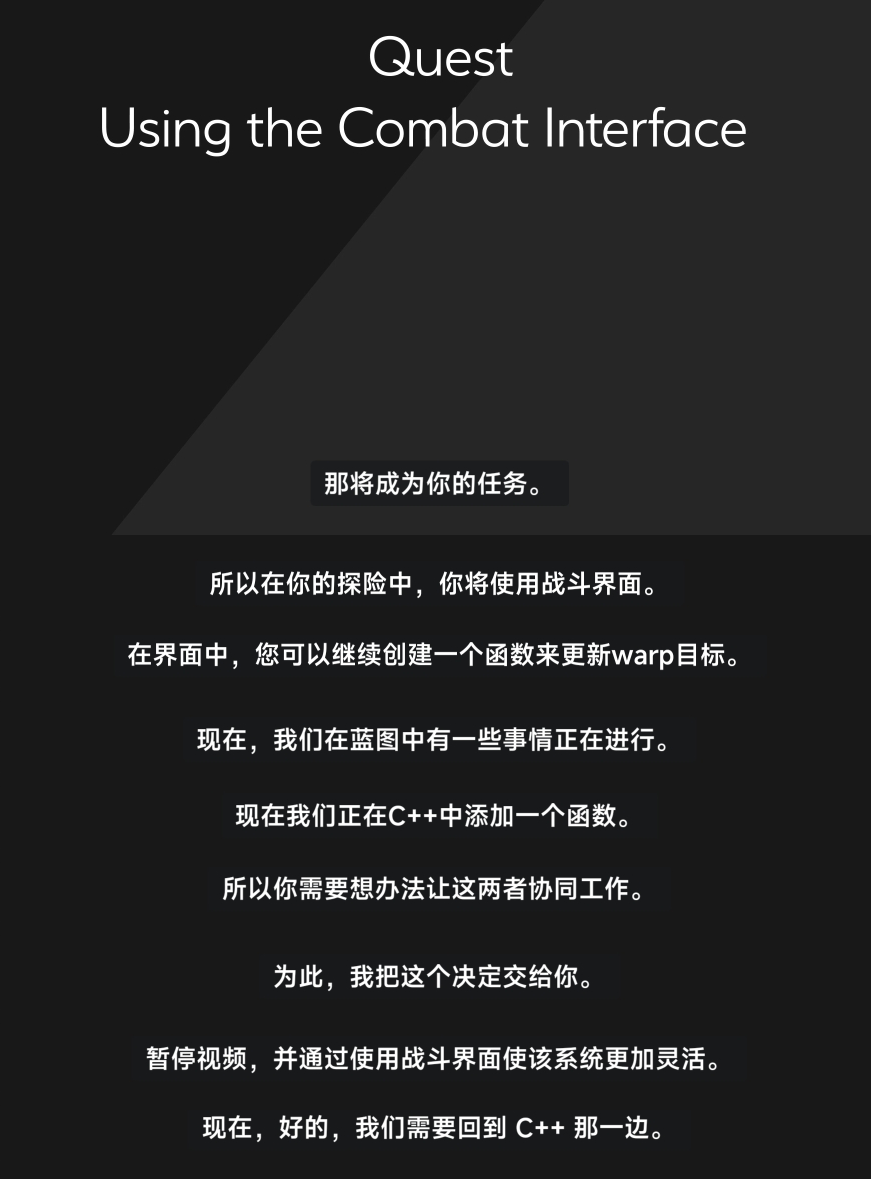 Quest
Using the Combat Interface
那将成为你的任务。
所以在你的探险中，你将使用战斗界面。
在界面中，您可以继续创建一个函数来更新warp目标。
现在，我们在蓝图中有一些事情正在进行。
现在我们正在C++中添加一个函数。
所以你需要想办法让这两者协同工作。
为此，我把这个决定交给你。
暂停视频，并通过使用战斗界面使该系统更加灵活。
现在，好的，我们需要回到 C++ 那一边。